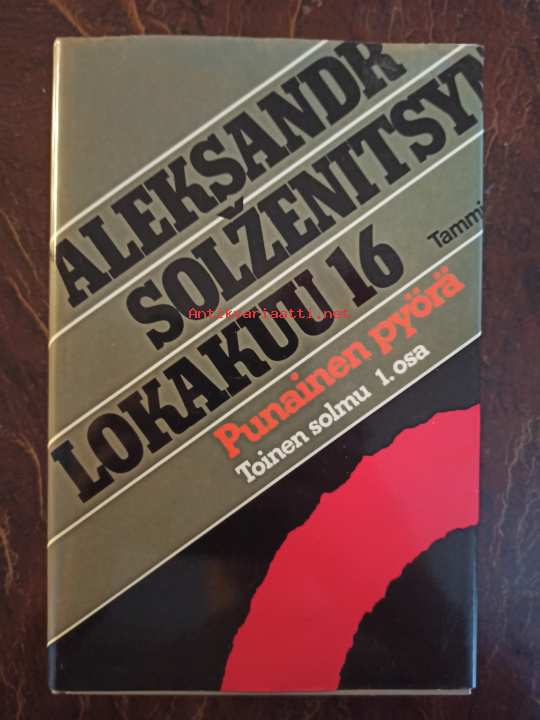 ALEKSANDR
SOLŽENITSYN
LOKAKUU 16
Tammi
Punainen pyörä
Toinen solmu 1. osa
Antikvariaatti.net